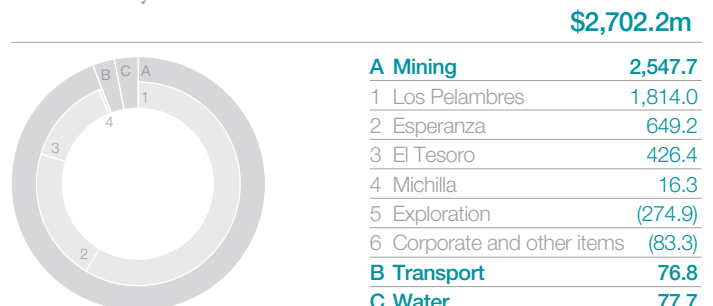 $2,702.2m
A Mining 2,547.7
1 Los Pelambres 1,814.0
2 Esperanza 649.2
3 El Tesoro 426.4
4 Michilla 16.3
5 Exploration (274.9)
6 Corporate and other items (83.3)
B Transport 76.8
C Water 77.7
B C A
1
4
3
2